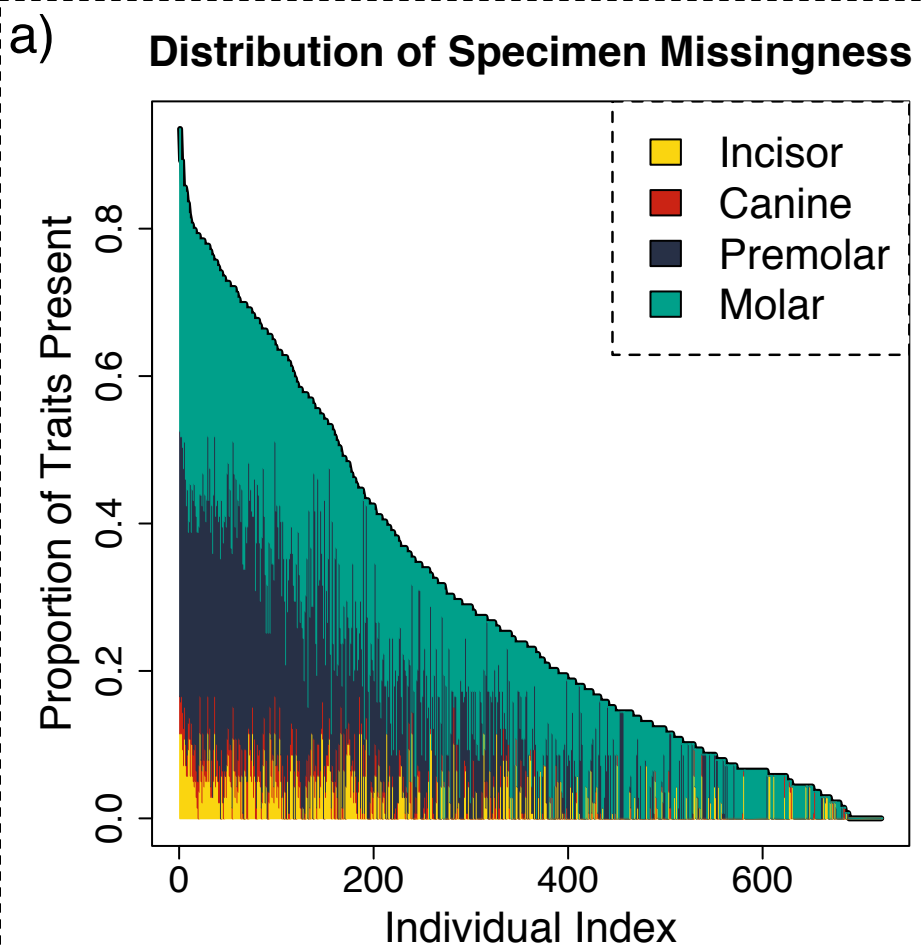 a)
Distribution of Specimen Missingness
Incisor
Canine
Premolar
Molar
Proportion of Traits Present
0.8
0.6
0.4
0.2
0.0
0 200 400 600
Individual Index